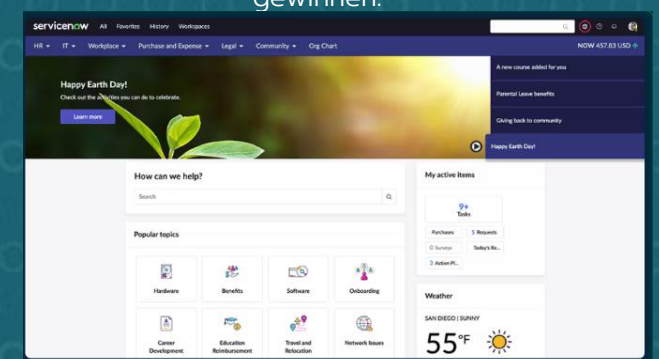 gewinnen.
servicenow All Favorites History Workspaces
HR IT Workplace Purchase and Expense Legal Community Org Chart NOW 457.83 USD
A new course added for you
Happy Earth Day!
Check out the activities you can do to celebrate.
Parental Leave benefits
Learn more
Giving back to community
Happy Earth Day!
How can we help?
Search
My active items
9+
Tasks
Purchases 5 Requests
0 Surveys Today's Re...
3 Action Pl...
Popular topics
Hardware Benefits Software Onboarding
Career Development
Education Reimbursement
Travel and Relocation
Network Issues
Weather
SAN DIEGO | SUNNY
55°F